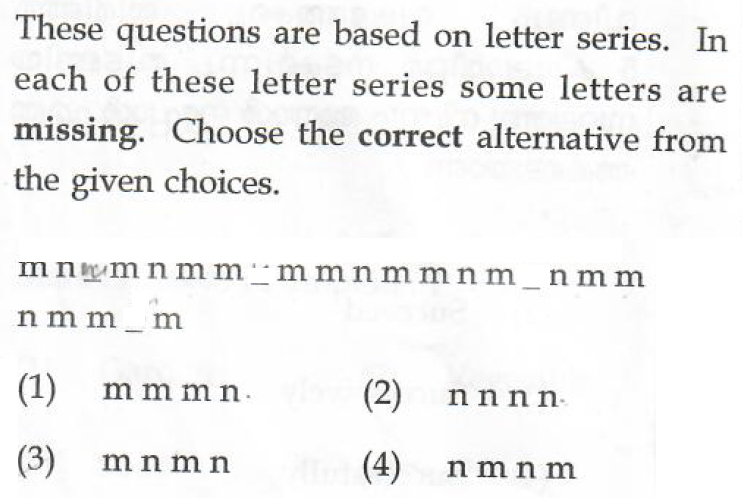 These questions are based on letter series. In
each of these letter series some letters are
missing. Choose the correct alternative from
the given choices.
m n _ m n m m _ m m n m m n m _ n m m
n m m _ m
(1) m m m n (2) n n n n
(3) m n m n (4) n m n m